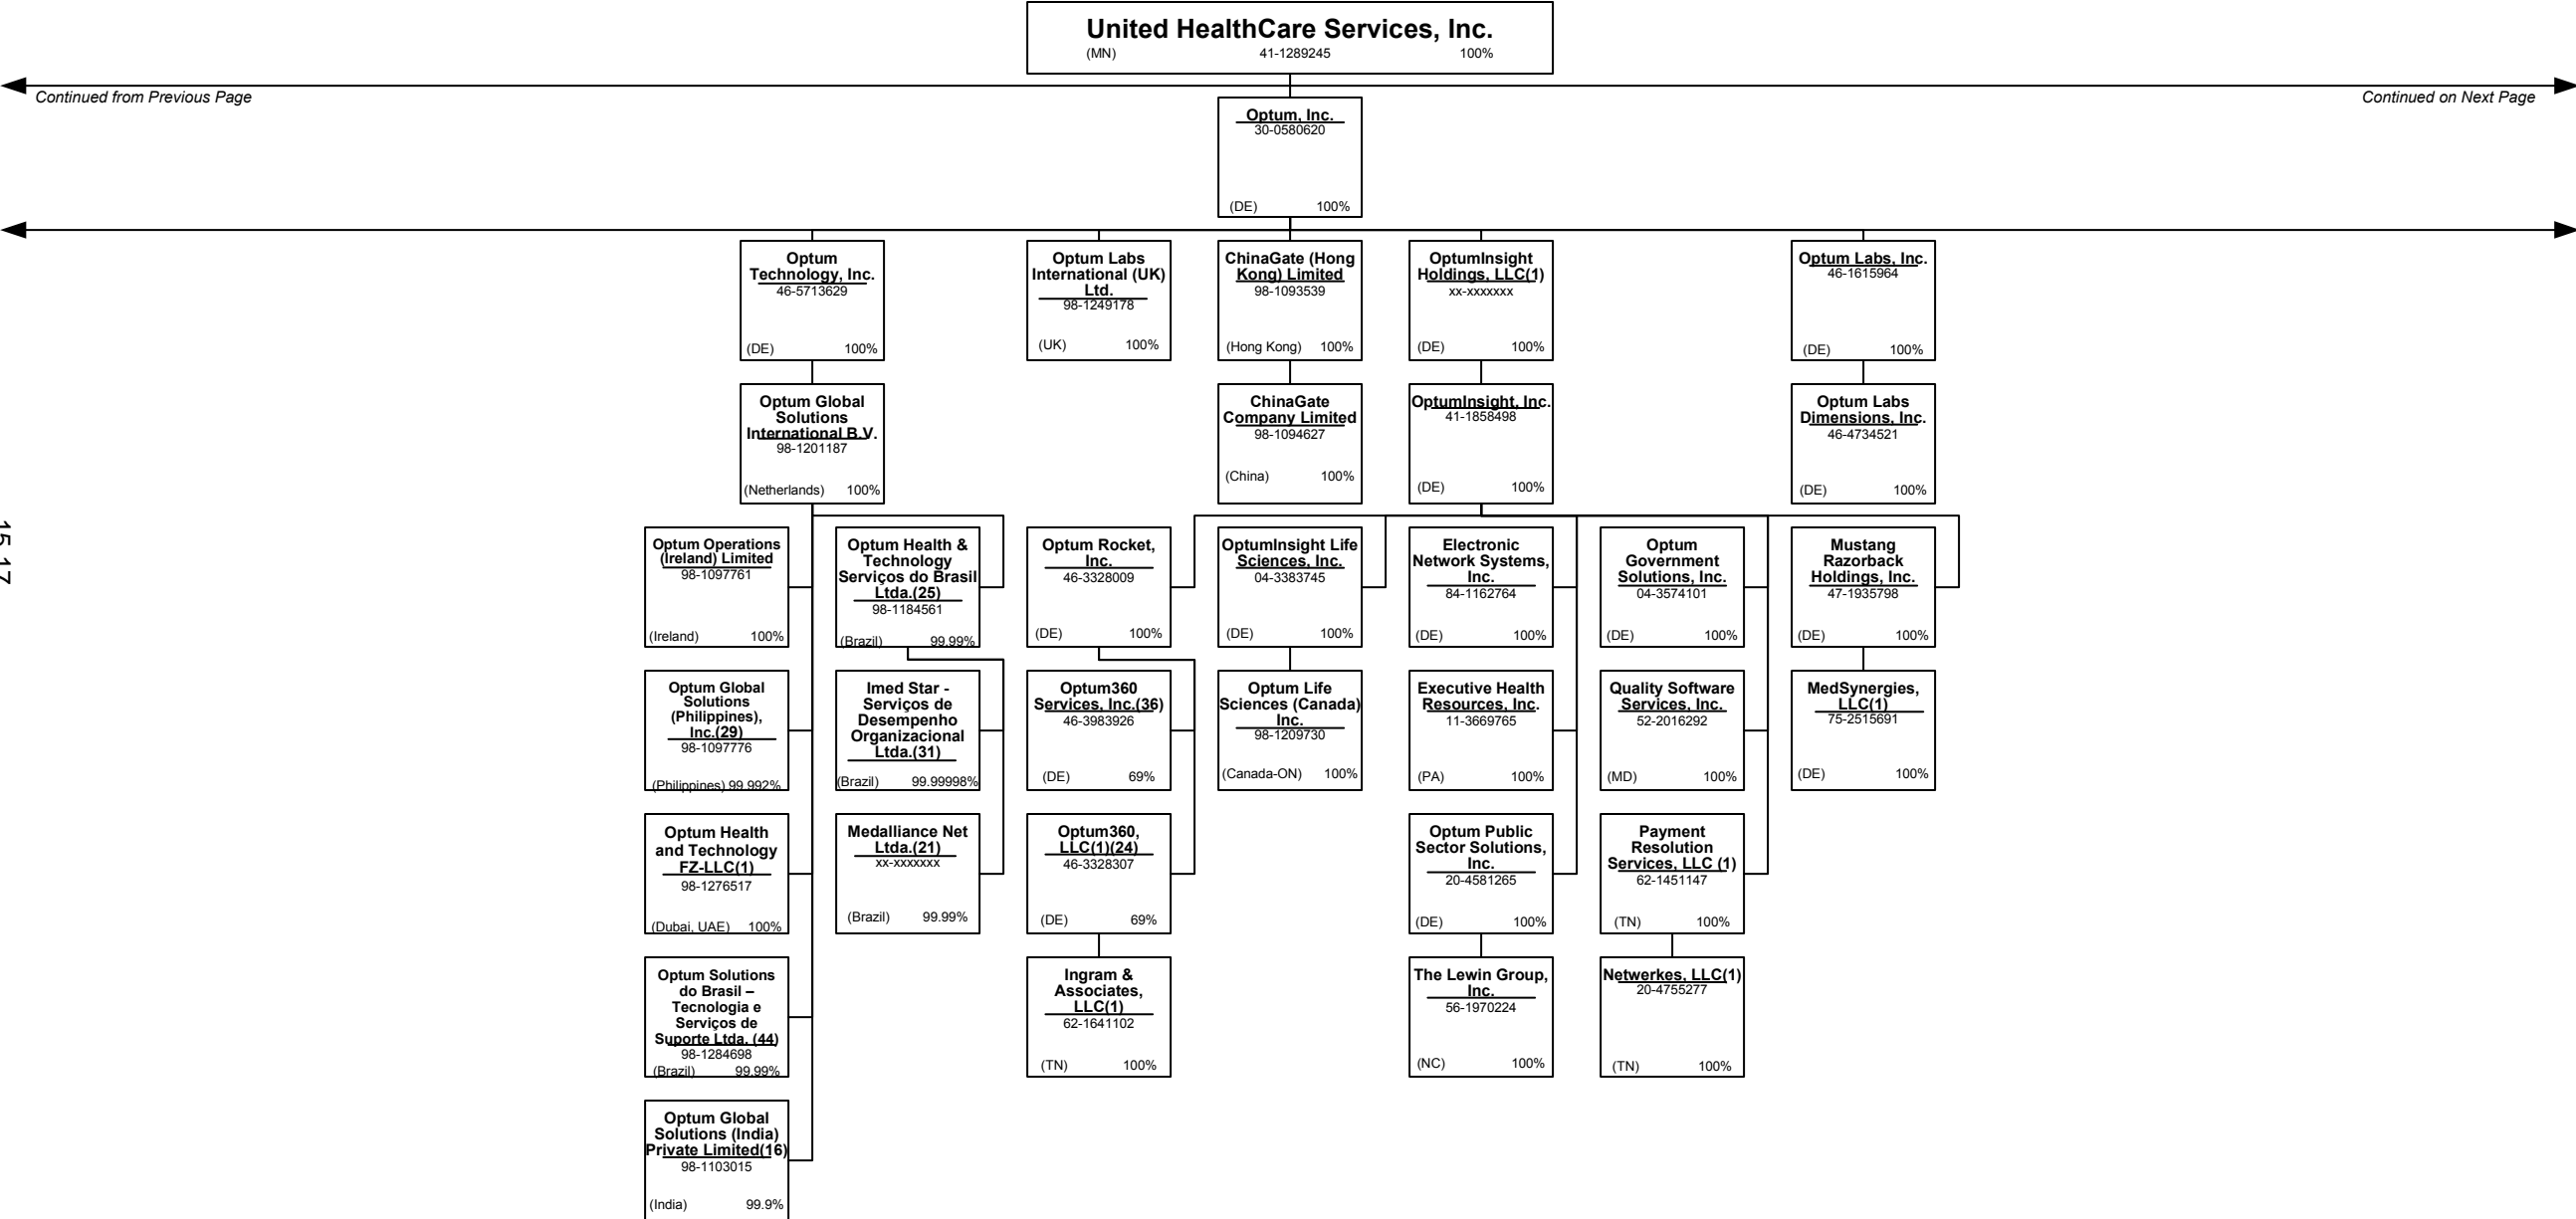 United HealthCare Services, Inc.
(MN) 41-1289245 100%
Continued from Previous Page
Continued on Next Page
Optum, Inc.
30-0580620
(DE) 100%
Optum
Technology, Inc.
46-5713629
(DE) 100%
Optum Labs
International (UK)
Ltd.
98-1249178
(UK) 100%
ChinaGate (Hong
Kong) Limited
98-1093539
(Hong Kong) 100%
OptumInsight
Holdings, LLC(1)
xx-xxxxxxx
(DE) 100%
Optum Labs, Inc.
46-1615964
(DE) 100%
Optum Global
Solutions
International B.V.
98-1201187
(Netherlands) 100%
ChinaGate
Company Limited
98-1094627
(China) 100%
OptumInsight, Inc.
41-1858498
(DE) 100%
Optum Labs
Dimensions, Inc.
46-4734521
(DE) 100%
15.17
Optum Operations
(Ireland) Limited
98-1097761
(Ireland) 100%
Optum Health &
Technology
Serviços do Brasil
Ltda.(25)
98-1184561
(Brazil) 99.99%
Optum Rocket,
Inc.
46-3328009
(DE) 100%
OptumInsight Life
Sciences, Inc.
04-3383745
(DE) 100%
Electronic
Network Systems,
Inc.
84-1162764
(DE) 100%
Optum
Government
Solutions, Inc.
04-3574101
(DE) 100%
Mustang
Razorback
Holdings, Inc.
47-1935798
(DE) 100%
Optum Global
Solutions
(Philippines),
Inc.(29)
98-1097776
(Philippines) 99.992%
Imed Star -
Serviços de
Desempenho
Organizacional
Ltda.(31)
(Brazil) 99.99998%
Optum360
Services, Inc.(36)
46-3983926
(DE) 69%
Optum Life
Sciences (Canada)
Inc.
98-1209730
(Canada-ON) 100%
Executive Health
Resources, Inc.
11-3669765
(PA) 100%
Quality Software
Services, Inc.
52-2016292
(MD) 100%
MedSynergies,
LLC(1)
75-2515691
(DE) 100%
Optum Health
and Technology
FZ-LLC(1)
98-1276517
(Dubai, UAE) 100%
Medalliance Net
Ltda.(21)
xx-xxxxxxx
(Brazil) 99.99%
Optum360,
LLC(1)(24)
46-3328307
(DE) 69%
Optum Public
Sector Solutions,
Inc.
20-4581265
(DE) 100%
Payment
Resolution
Services, LLC (1)
62-1451147
(TN) 100%
Optum Solutions
do Brasil –
Tecnologia e
Serviços de
Suporte Ltda. (44)
98-1284698
(Brazil) 99.99%
Ingram &
Associates,
LLC(1)
62-1641102
(TN) 100%
The Lewin Group,
Inc.
56-1970224
(NC) 100%
Netwerkes, LLC(1)
20-4755277
(TN) 100%
Optum Global
Solutions (India)
Private Limited(16)
98-1103015
(India) 99.9%